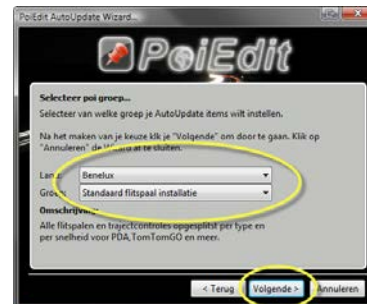 PoiEdit AutoUpdate Wizard...
PoiEdit
Selecteer poi groep...
Selecteer van welke groep je AutoUpdate items wilt instellen.
Na het maken van je keuze klk je "Volgende" om door te gaan. Klik op
"Annuleren" de Wizard af te sluiten.
Land: Benelux
Groep: Standaard flitspaal installatie
Omschrijving:
Alle flitspalen en trajectcontroles opgesplitst per type en
per snelheid voor PDA, TomTomGO en meer.
< Terug Volgende > Annuleren